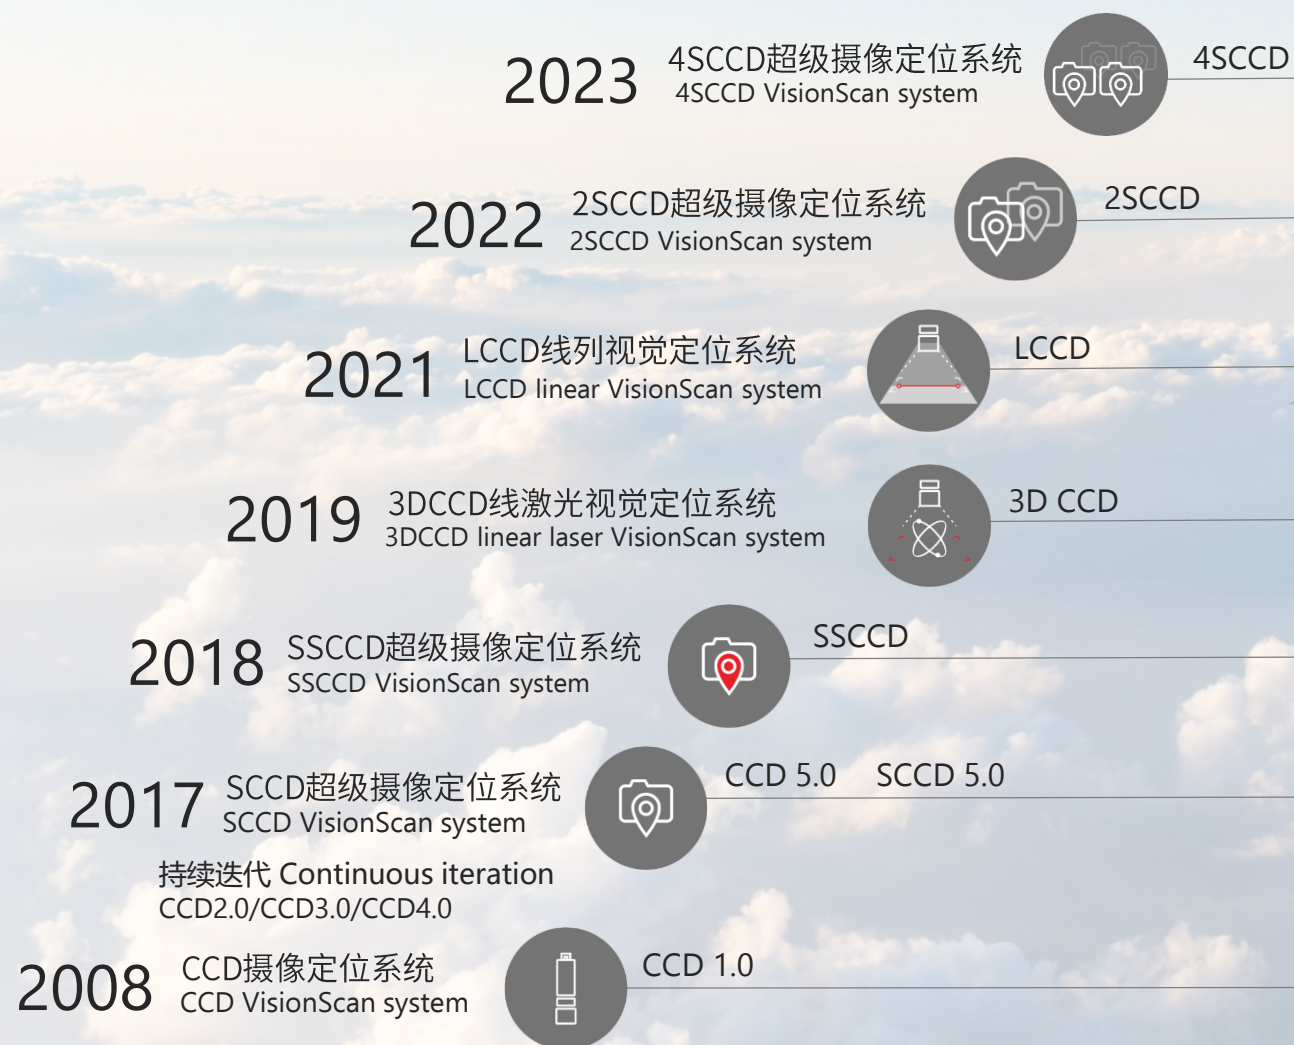 2023
4SCCD超级摄像定位系统
4SCCD VisionScan system
4SCCD
2022
2SCCD超级摄像定位系统
2SCCD VisionScan system
2SCCD
2021
LCCD线列视觉定位系统
LCCD linear VisionScan system
LCCD
2019
3DCCD线激光视觉定位系统
3DCCD linear laser VisionScan system
3D CCD
2018
SSCCD超级摄像定位系统
SSCCD VisionScan system
SSCCD
2017
SCCD超级摄像定位系统
SCCD VisionScan system
CCD 5.0 SCCD 5.0
持续迭代 Continuous iteration
CCD2.0/CCD3.0/CCD4.0
2008
CCD摄像定位系统
CCD VisionScan system
CCD 1.0